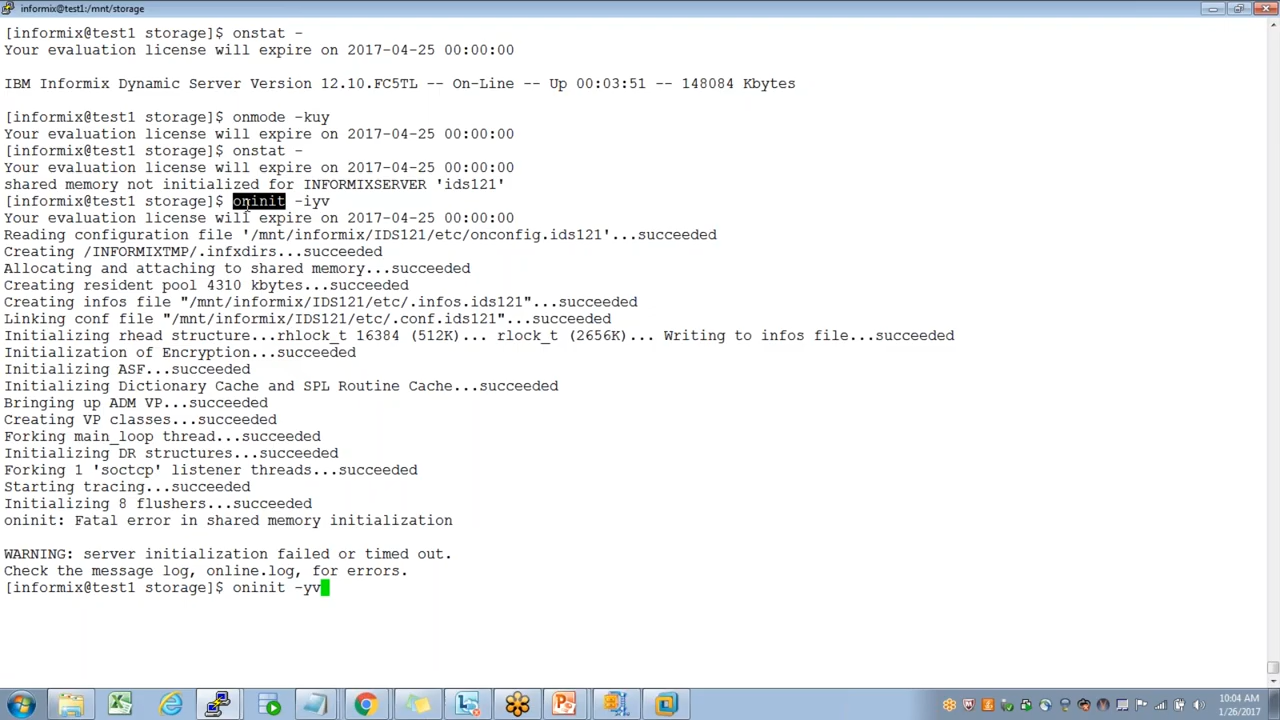 informix@test1:/mnt/storage
[informix@test1 storage]$ onstat -
Your evaluation license will expire on 2017-04-25 00:00:00
IBM Informix Dynamic Server Version 12.10.FC5TL -- On-Line -- Up 00:03:51 -- 148084 Kbytes
[informix@test1 storage]$ onmode -kuy
Your evaluation license will expire on 2017-04-25 00:00:00
[informix@test1 storage]$ onstat -
Your evaluation license will expire on 2017-04-25 00:00:00
shared memory not initialized for INFORMIXSERVER 'ids121'
[informix@test1 storage]$ oninit -iyv
Your evaluation license will expire on 2017-04-25 00:00:00
Reading configuration file '/mnt/informix/IDS121/etc/onconfig.ids121'...succeeded
Creating /INFORMIXTMP/.infxdirs...succeeded
Allocating and attaching to shared memory...succeeded
Creating resident pool 4310 kbytes...succeeded
Creating infos file "/mnt/informix/IDS121/etc/.infos.ids121"...succeeded
Linking conf file "/mnt/informix/IDS121/etc/.conf.ids121"...succeeded
Initializing rhead structure...rhlock_t 16384 (512K)... rlock_t (2656K)... Writing to infos file...succeeded
Initialization of Encryption...succeeded
Initializing ASF...succeeded
Initializing Dictionary Cache and SPL Routine Cache...succeeded
Bringing up ADM VP...succeeded
Creating VP classes...succeeded
Forking main_loop thread...succeeded
Initializing DR structures...succeeded
Forking 1 'soctcp' listener threads...succeeded
Starting tracing...succeeded
Initializing 8 flushers...succeeded
oninit: Fatal error in shared memory initialization
WARNING: server initialization failed or timed out.
Check the message log, online.log, for errors.
[informix@test1 storage]$ oninit -yv
10:04 AM
1/26/2017